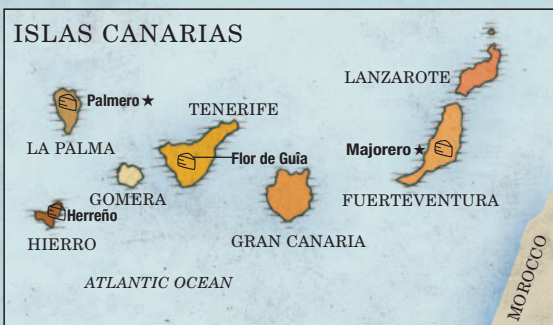 ISLAS CANARIAS
LANZAROTE
Palmero ★
TENERIFE
LA PALMA
Flor de Guîa
Majorero ★
GOMERA
FUERTEVENTURA
Herreño
HIERRO
GRAN CANARIA
ATLANTIC OCEAN
MOROCCO